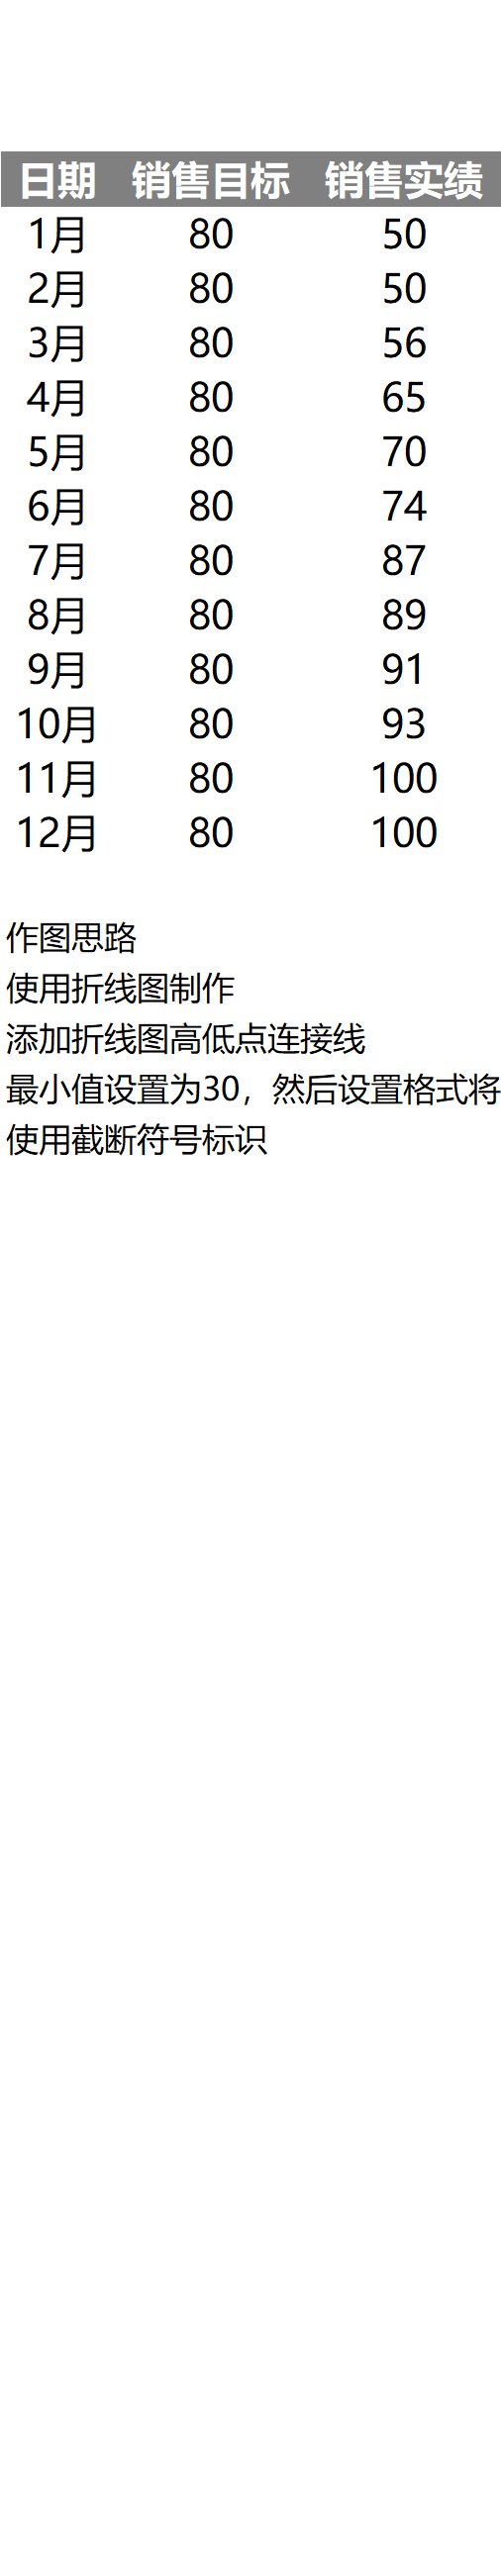 日期 销售目标 销售实绩
1月 80 50
2月 80 50
3月 80 56
4月 80 65
5月 80 70
6月 80 74
7月 80 87
8月 80 89
9月 80 91
10月 80 93
11月 80 100
12月 80 100
作图思路
使用折线图制作
添加折线图高低点连接线
最小值设置为30，然后设置格式将
使用截断符号标识